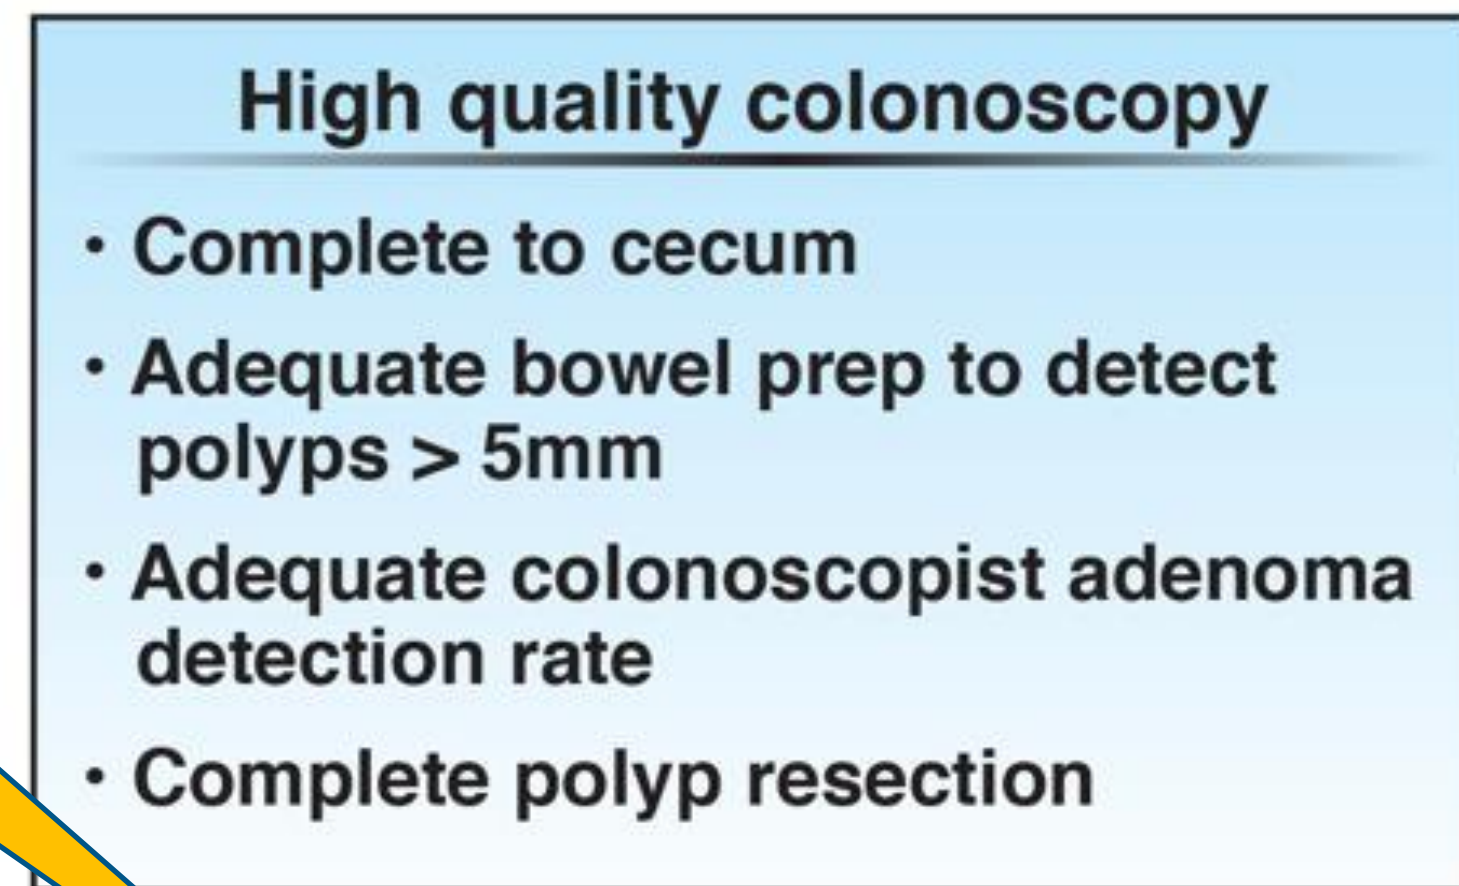 High quality colonoscopy
• Complete to cecum
• Adequate bowel prep to detect
polyps > 5mm
• Adequate colonoscopist adenoma
detection rate
• Complete polyp resection